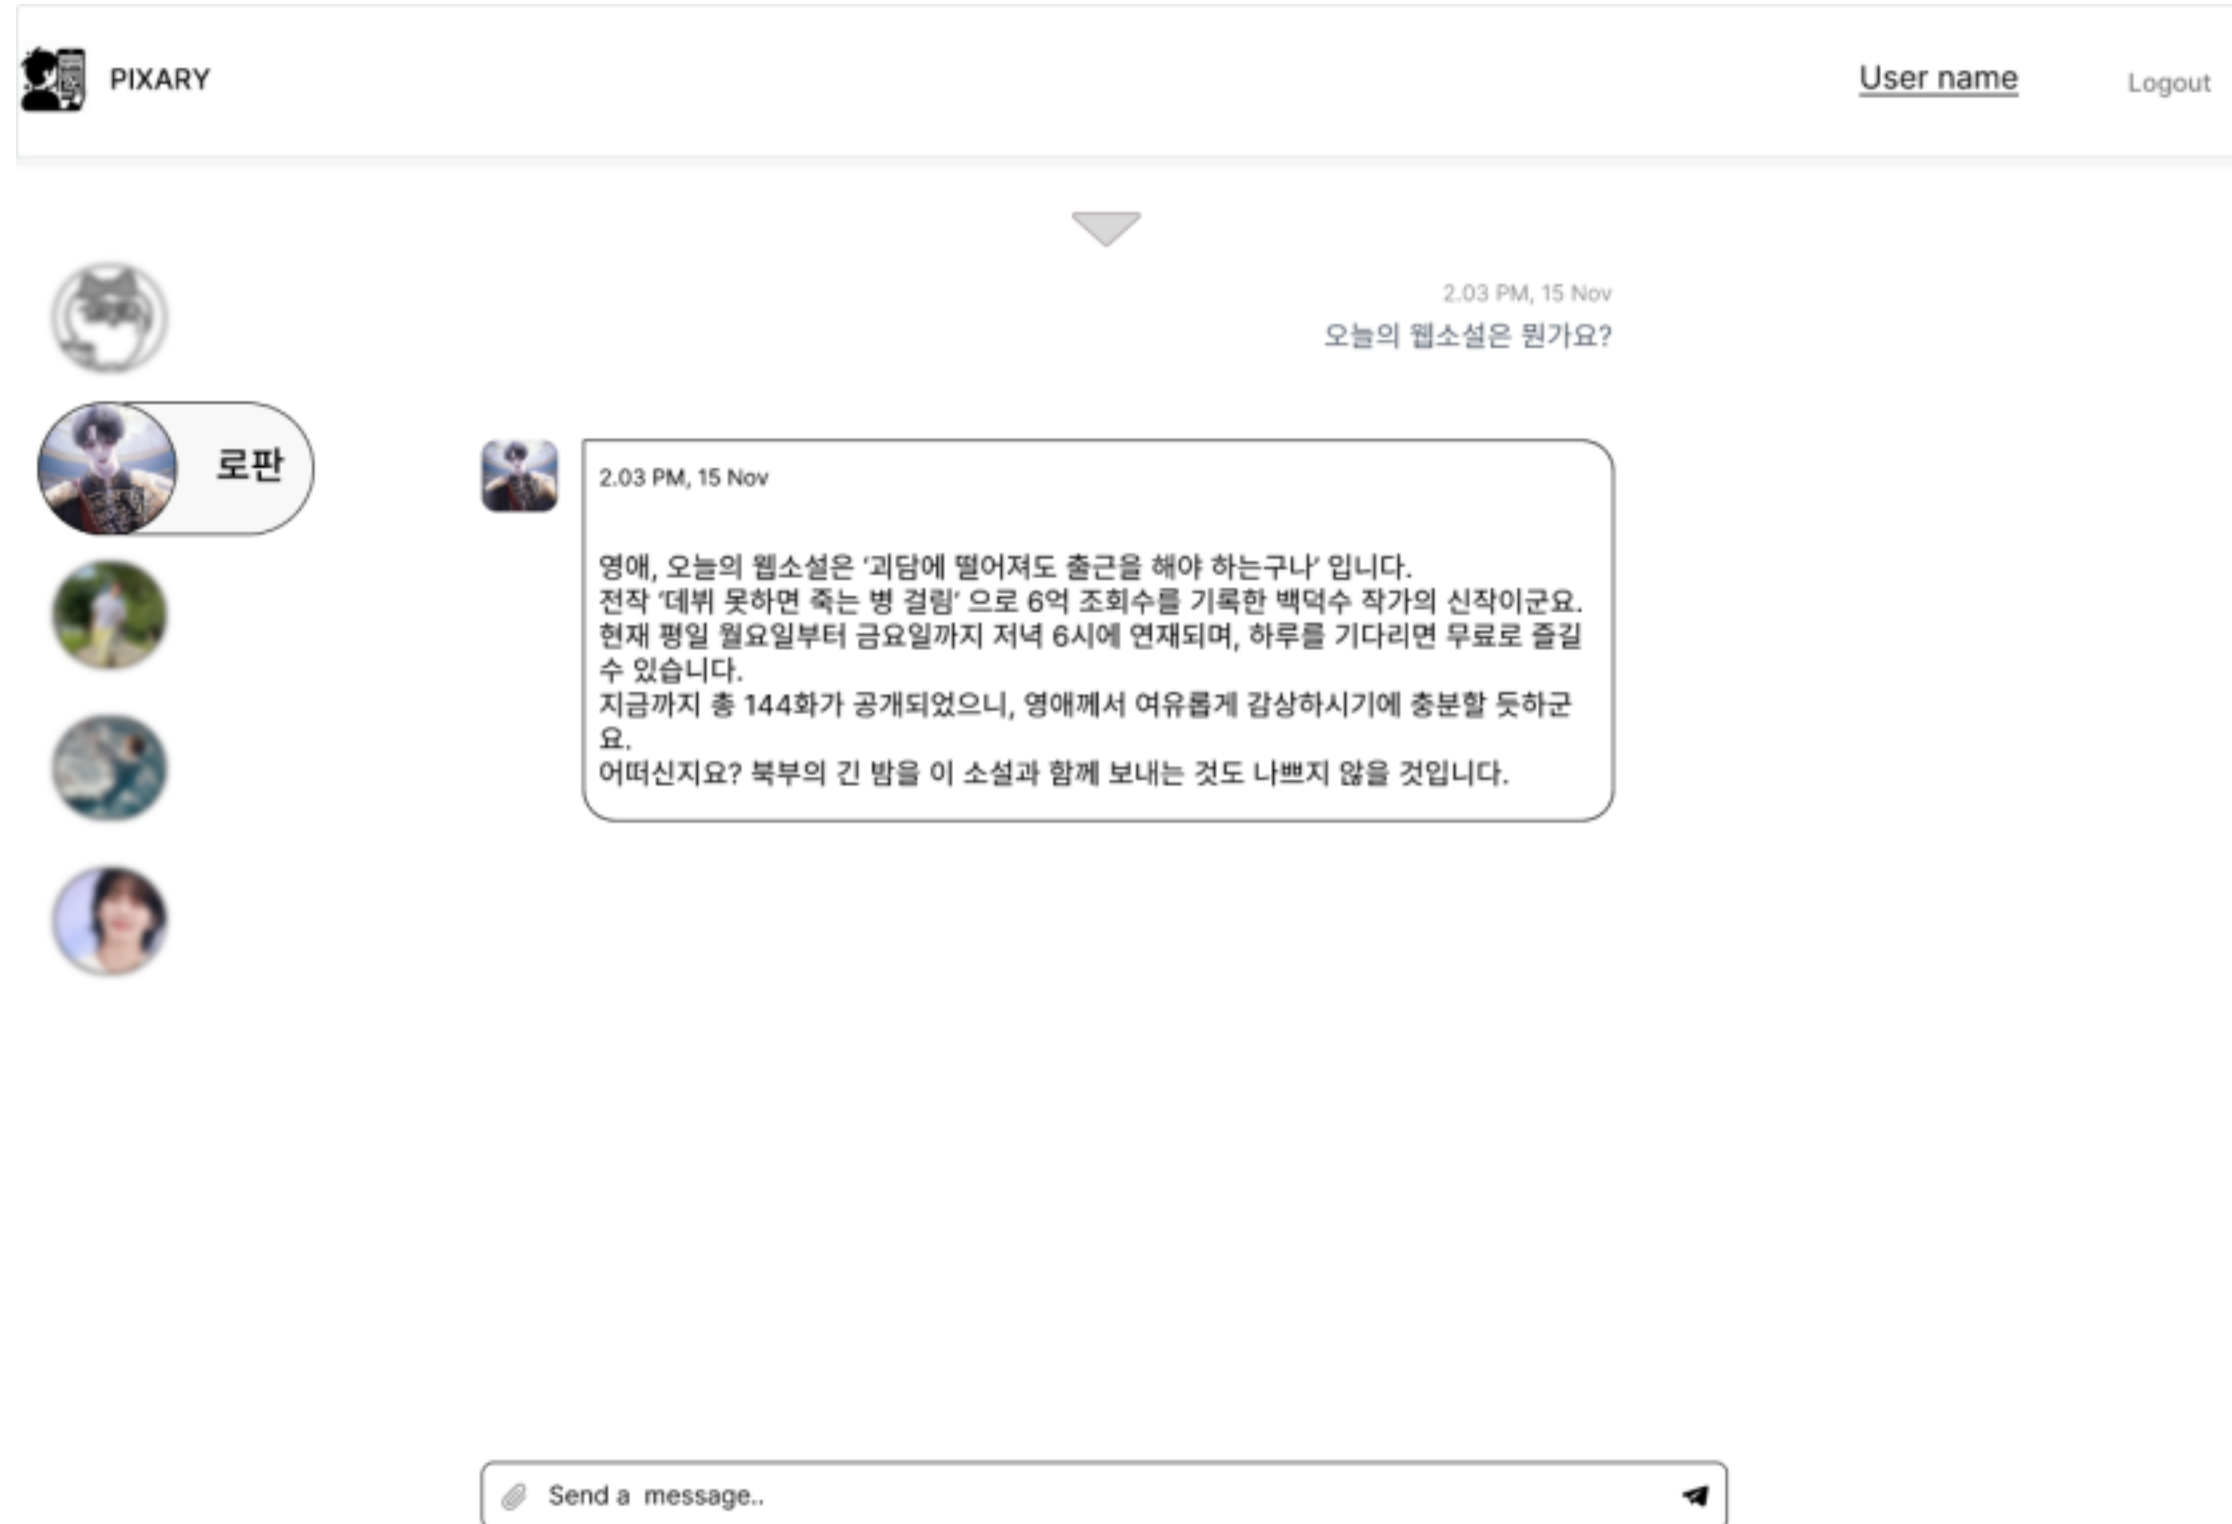 PIXARY
User name
Logout
2.03 PM, 15 Nov
오늘의 웹소설은 뭔가요?
로판
2.03 PM, 15 Nov
영애, 오늘의 웹소설은 ‘괴담에 떨어져도 출근을 해야 하는구나’ 입니다.
전작 ‘데뷔 못하면 죽는 병 걸림’ 으로 6억 조회수를 기록한 백덕수 작가의 신작이군요.
현재 평일 월요일부터 금요일까지 저녁 6시에 연재되며, 하루를 기다리면 무료로 즐길
수 있습니다.
지금까지 총 144화가 공개되었으니, 영애께서 여유롭게 감상하시기에 충분할 듯하군
요.
어떠신지요? 북부의 긴 밤을 이 소설과 함께 보내는 것도 나쁘지 않을 것입니다.
Send a  message..